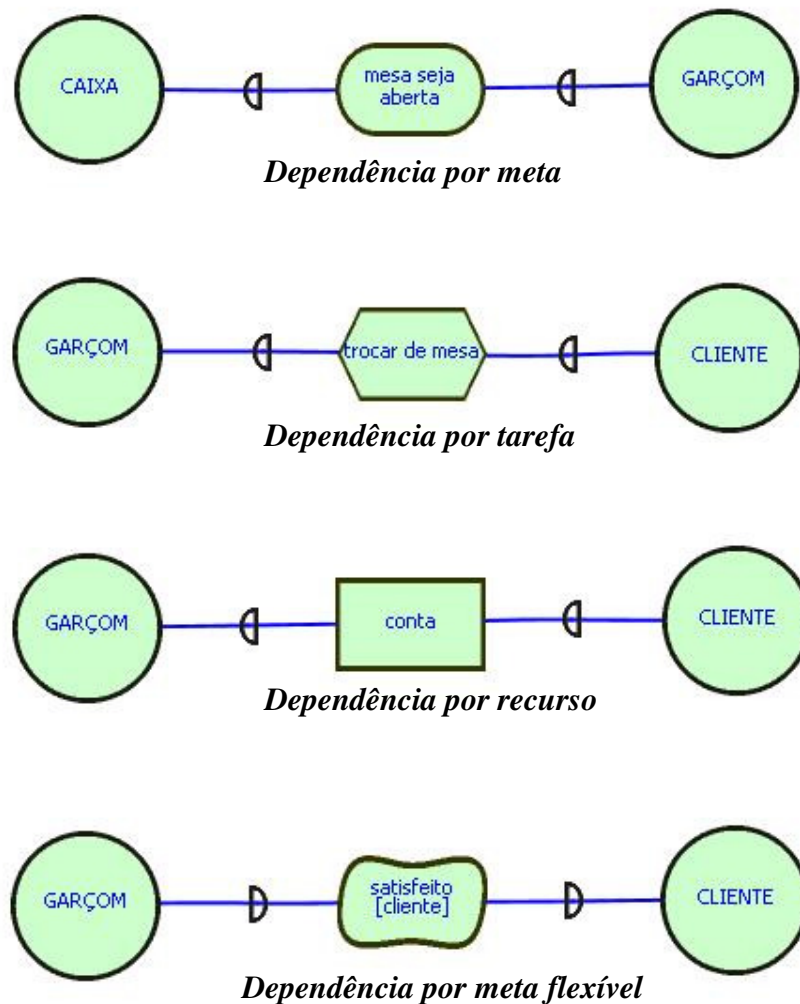 CAIXA
mesa seja
aberta
GARÇOM
Dependência por meta
GARÇOM
trocar de mesa
CLIENTE
Dependência por tarefa
GARÇOM
conta
CLIENTE
Dependência por recurso
GARÇOM
satisfeito
[cliente]
CLIENTE
Dependência por meta flexível